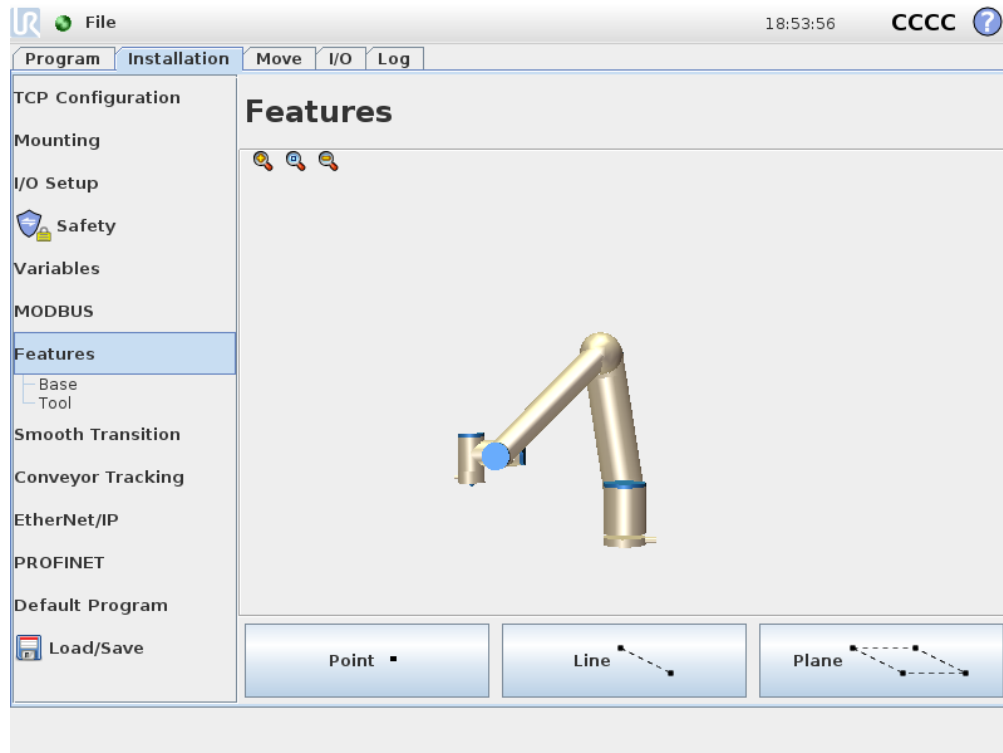 UR File 18:53:56 CCCC ?
Program Installation Move I/O Log
TCP Configuration
Features
Mounting
I/O Setup
Safety
Variables
MODBUS
Features
Base
Tool
Smooth Transition
Conveyor Tracking
EtherNet/IP
PROFINET
Default Program
Load/Save
Point Line Plane